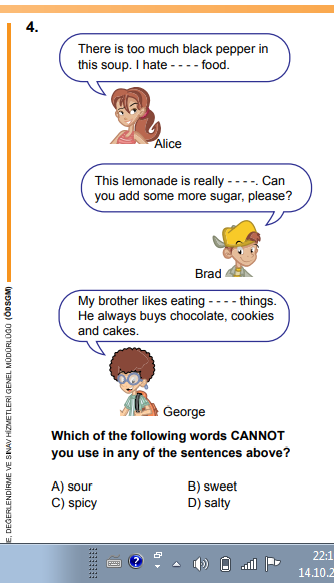 4.
There is too much black pepper in
this soup. I hate - - - - food.
Alice
This lemonade is really - - - -. Can
you add some more sugar, please?
Brad
My brother likes eating - - - - things.
He always buys chocolate, cookies
and cakes.
George
Which of the following words CANNOT
you use in any of the sentences above?
A) sour
B) sweet
C) spicy
D) salty
E, DEĞERLENDİRME VE SINAV HİZMETLERİ GENEL MÜDÜRLÜĞÜ (ÖDSGM)
22:1
14.10.2